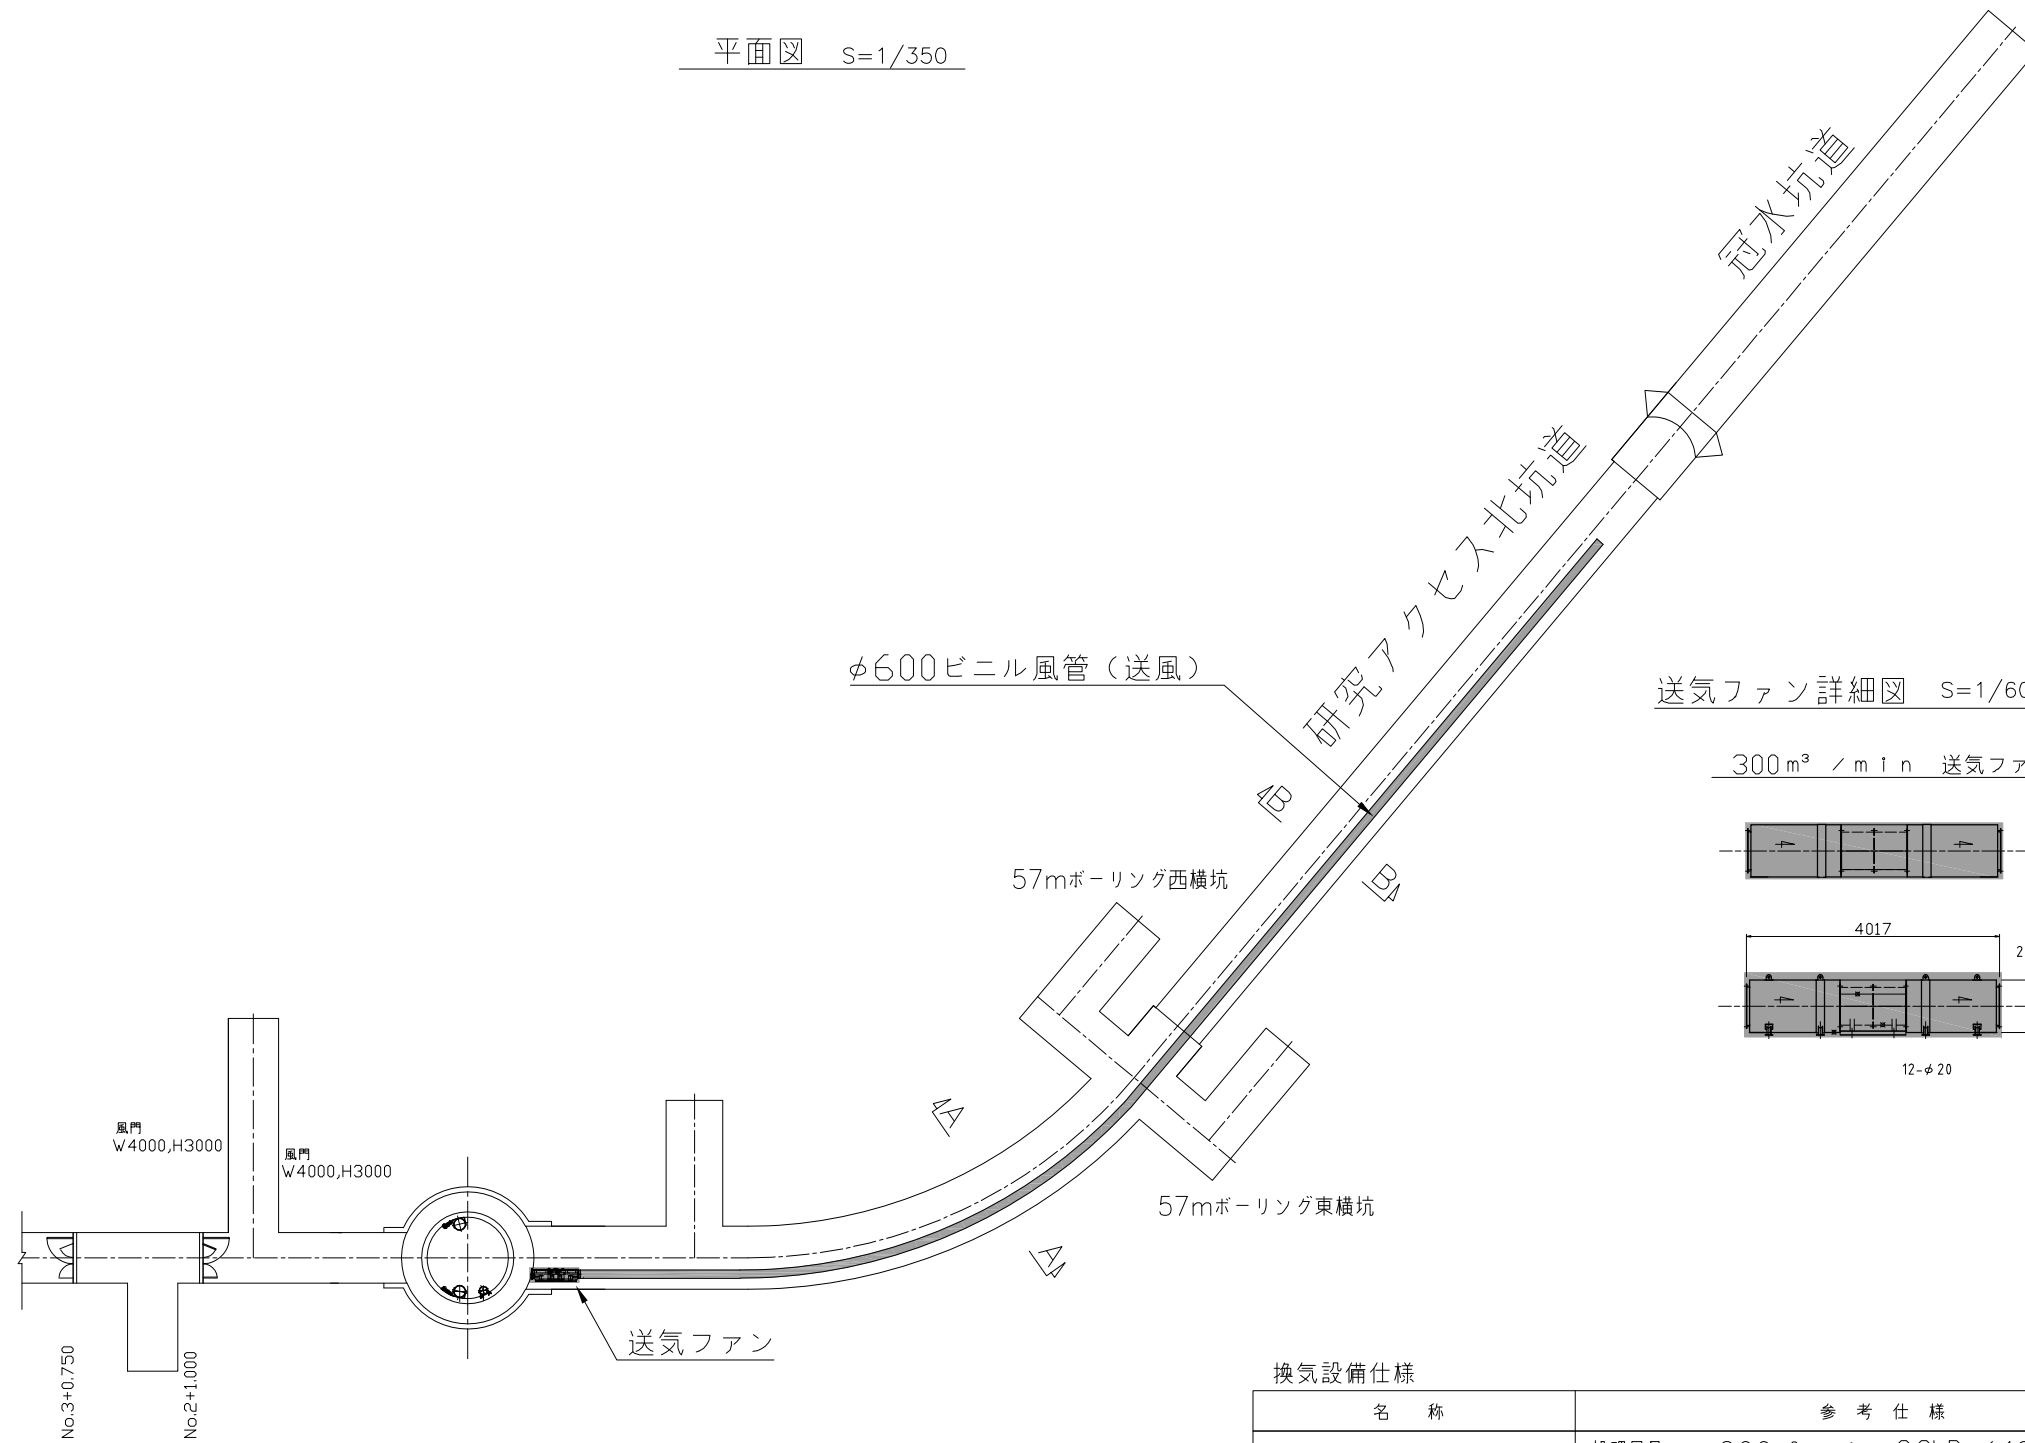 平面図 S=1/350
冠水坑道
研究アクセス北坑道
φ600ビニル風管（送風）
送気ファン詳細図 S=1/60
300m³ /min 送気ファ
4017
2
12-φ20
57mボーリング西横坑
57mボーリング東横坑
B
B
A
A
風門
W4000,H3000
風門
W4000,H3000
送気ファン
No.3+0.750
No.2+1.000
換気設備仕様
名 称
参 考 仕 様